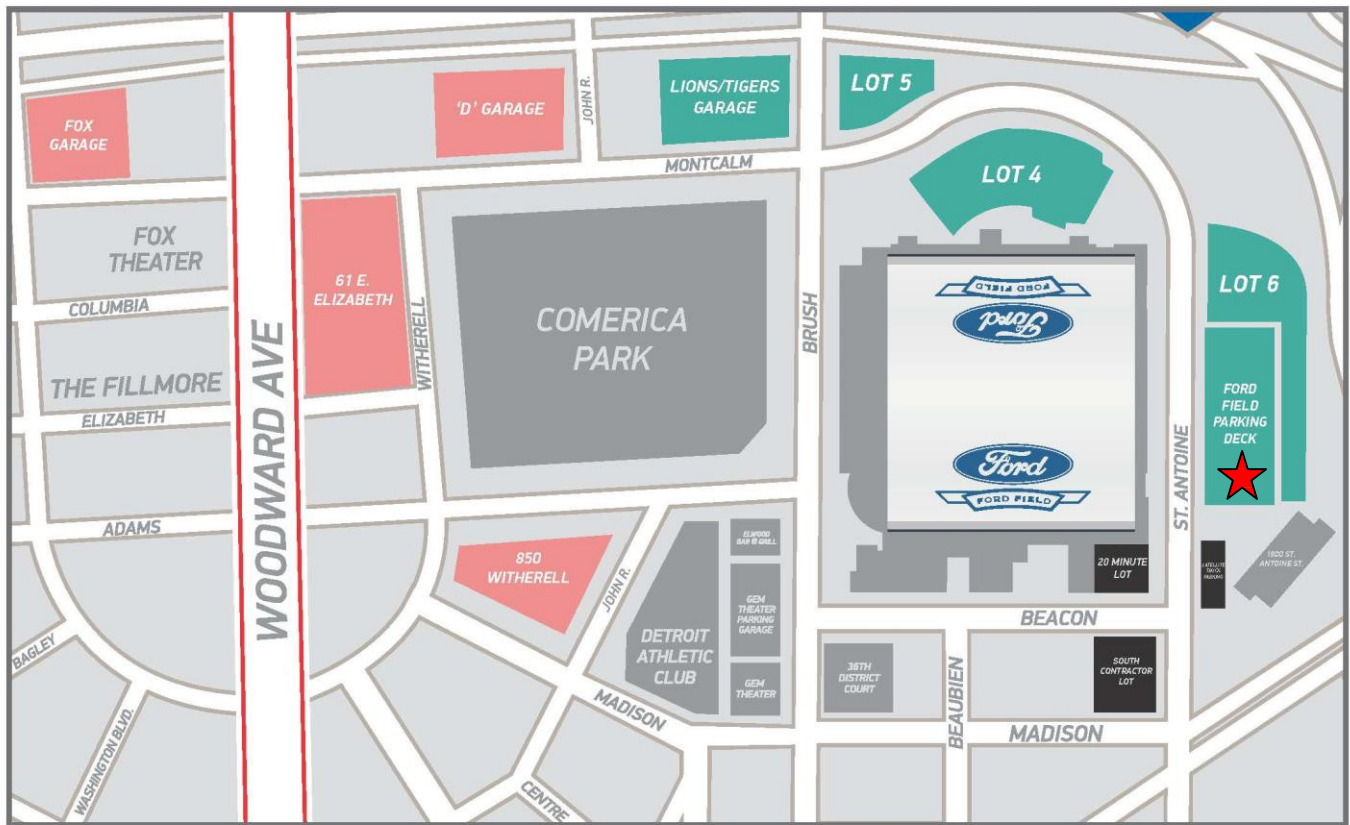 FOX
GARAGE
'D' GARAGE
JOHN R.
LIONS/TIGERS
GARAGE
LOT 5
MONTCALM
LOT 4
FOX
THEATER
COLUMBIA
61 E.
ELIZABETH
WITHERELL
COMERICA
PARK
BRUSH
FORD FIELD
Ford
Ford
FORD FIELD
LOT 6
FORD
FIELD
PARKING
DECK
ST. ANTOINE
THE FILLMORE
ELIZABETH
WOODWARD AVE
ADAMS
850
WITHERELL
JOHN R.
DETROIT
ATHLETIC
CLUB
ELWOOD
BAR & GRILL
GEM
THEATER
PARKING
GARAGE
GEM
THEATER
20 MINUTE
LOT
SATELLITE
TRUCK
PARKING
1800 ST.
ANTOINE ST.
BEACON
36TH
DISTRICT
COURT
BEAUBIEN
SOUTH
CONTRACTOR
LOT
MADISON
MADISON
BAGLEY
WASHINGTON BLVD.
CENTRE